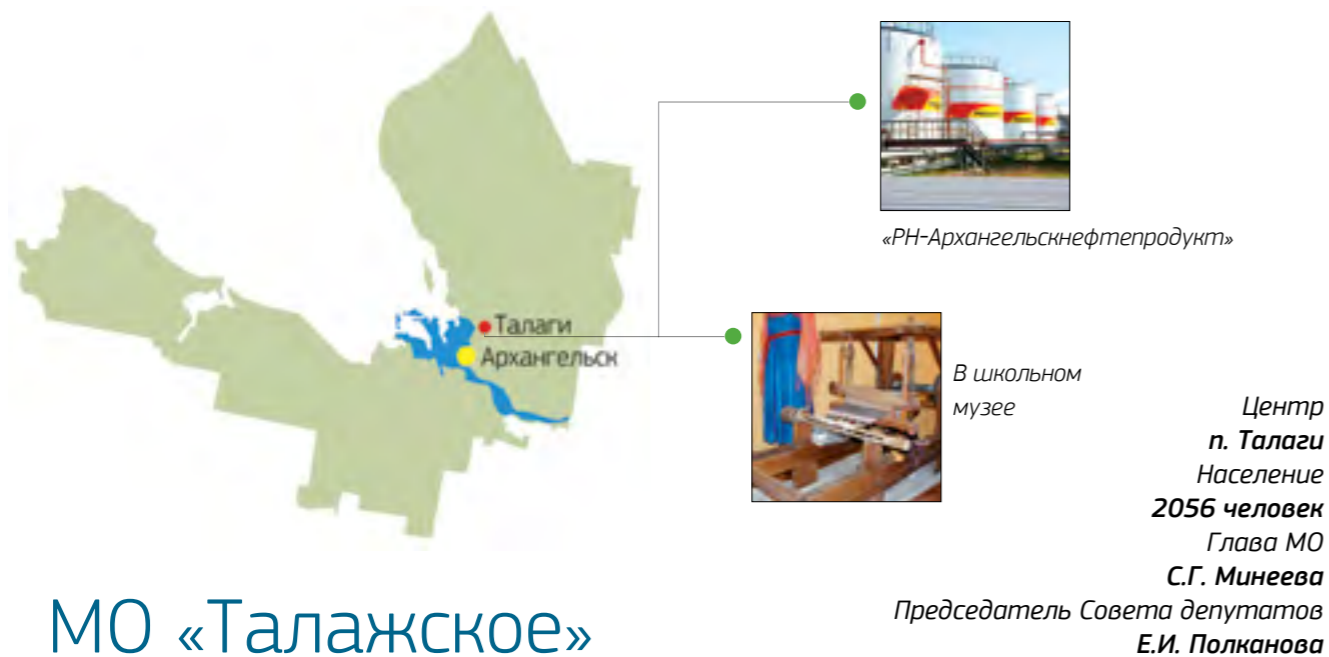 «РН-Архангельскнефтепродукт»
Талаги
Архангельск
В школьном
музее
Центр
п. Талаги
Население
2056 человек
Глава МО
С.Г. Минеева
Председатель Совета депутатов
Е.И. Полканова
МО «Талажское»